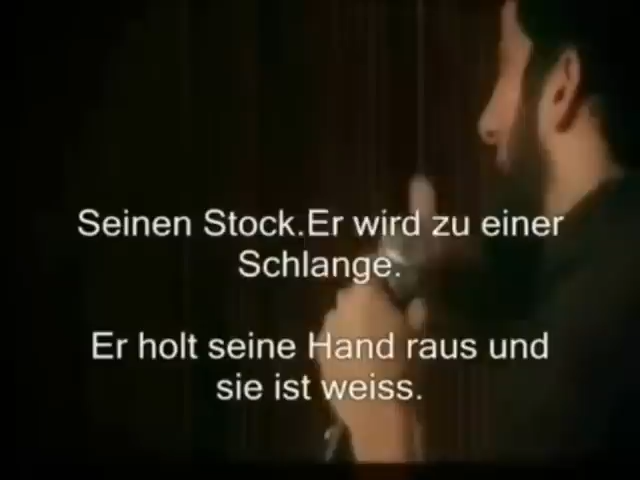 Seinen Stock.Er wird zu einer
Schlange.
Er holt seine Hand raus und
sie ist weiss.